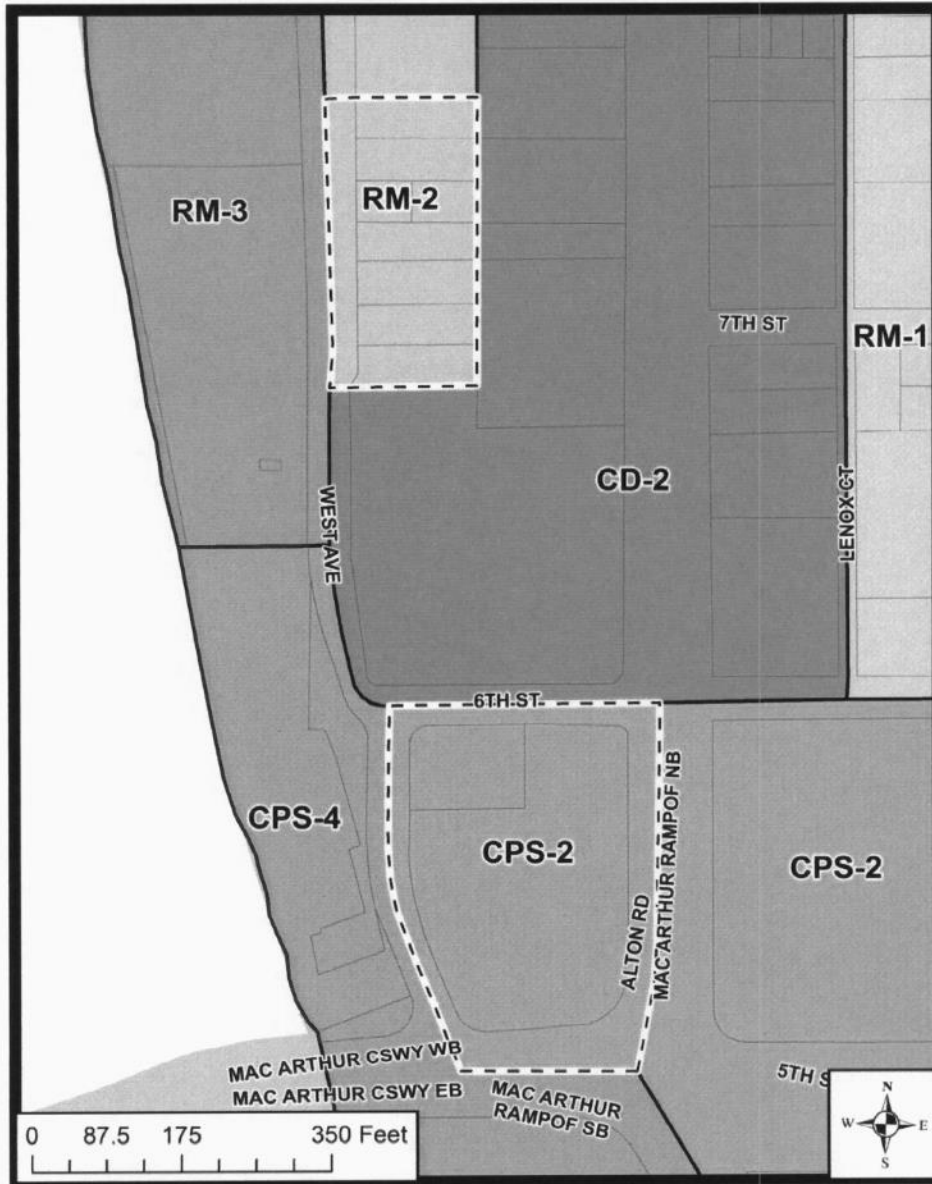 RM-3
RM-2
7TH ST
RM-1
CD-2
WEST AVE
LENOX CT
6TH ST
CPS-4
CPS-2
CPS-2
ALTON RD
MAC ARTHUR RAMPOF NB
MAC ARTHUR CSWY WB
MAC ARTHUR CSWY EB
MAC ARTHUR
RAMPOF SB
5TH S
0 87.5 175 350 Feet
N
W E
S